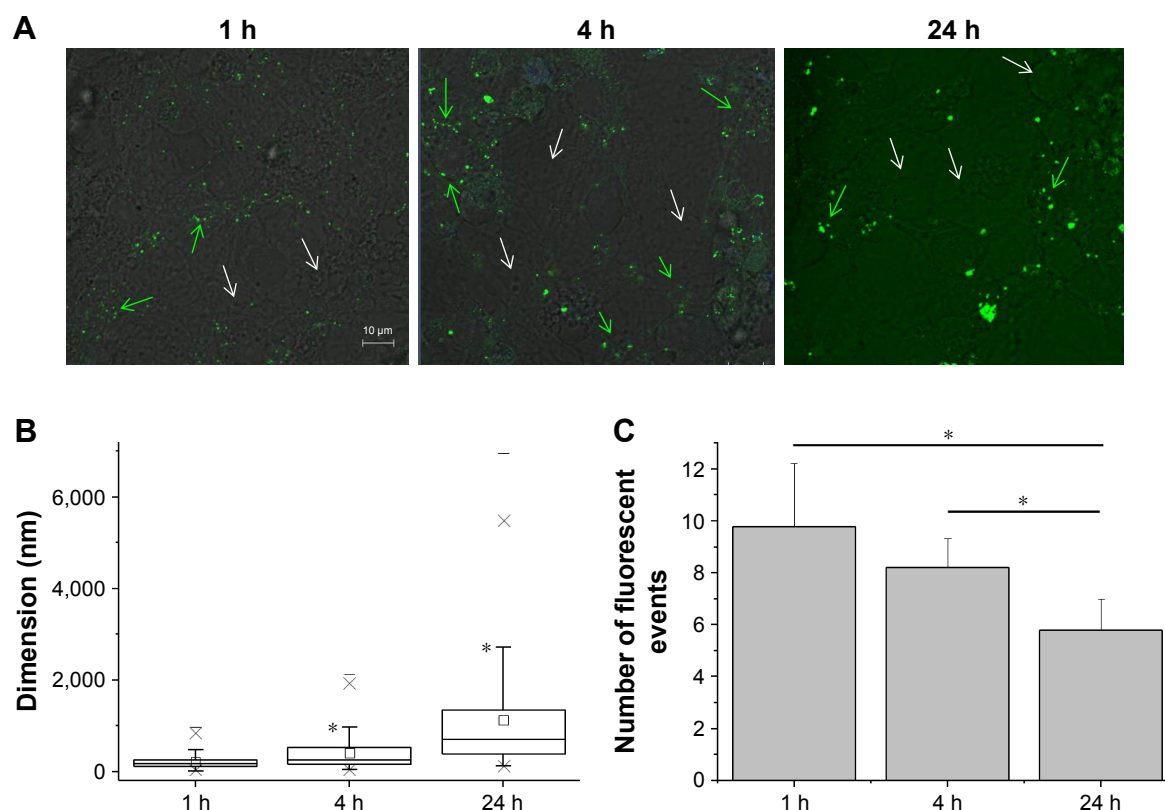 A
1 h
4 h
24 h
10 µm
B
Dimension (nm)
6,000
4,000
2,000
0
*
*
1 h
4 h
24 h
C
Number of fluorescent
events
12
10
8
6
4
2
0
*
*
1 h
4 h
24 h